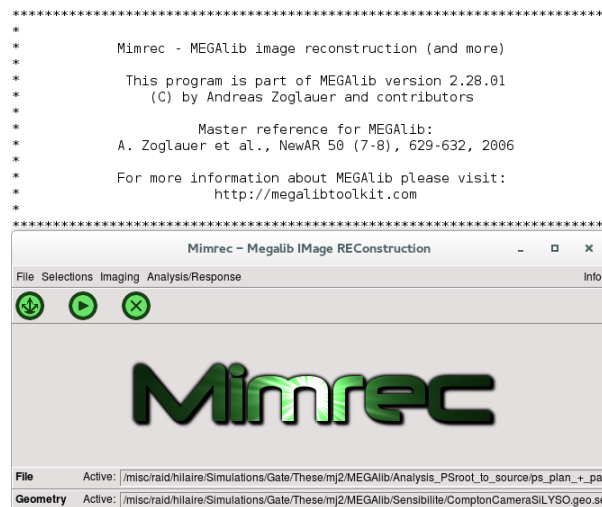 *******************************************************************************
*
* Mimrec - MEGAlib image reconstruction (and more)
*
* This program is part of MEGAlib version 2.28.01
* (C) by Andreas Zoglauer and contributors
*
* Master reference for MEGAlib:
* A. Zoglauer et al., NewAR 50 (7-8), 629-632, 2006
*
* For more information about MEGAlib please visit:
* http://megalibtoolkit.com
*
*******************************************************************************
Mimrec – Megalib IMage REConstruction
File Selections Imaging Analysis/Response Info
Mimrec
File Active: /misc/raid/hilaire/Simulations/Gate/These/mj2/MEGAlib/Analysis_PSroot_to_source/ps_plan_+_pa
Geometry Active: /misc/raid/hilaire/Simulations/Gate/These/mj2/MEGAlib/Sensibilite/ComptonCameraSiLYSO.geo.se